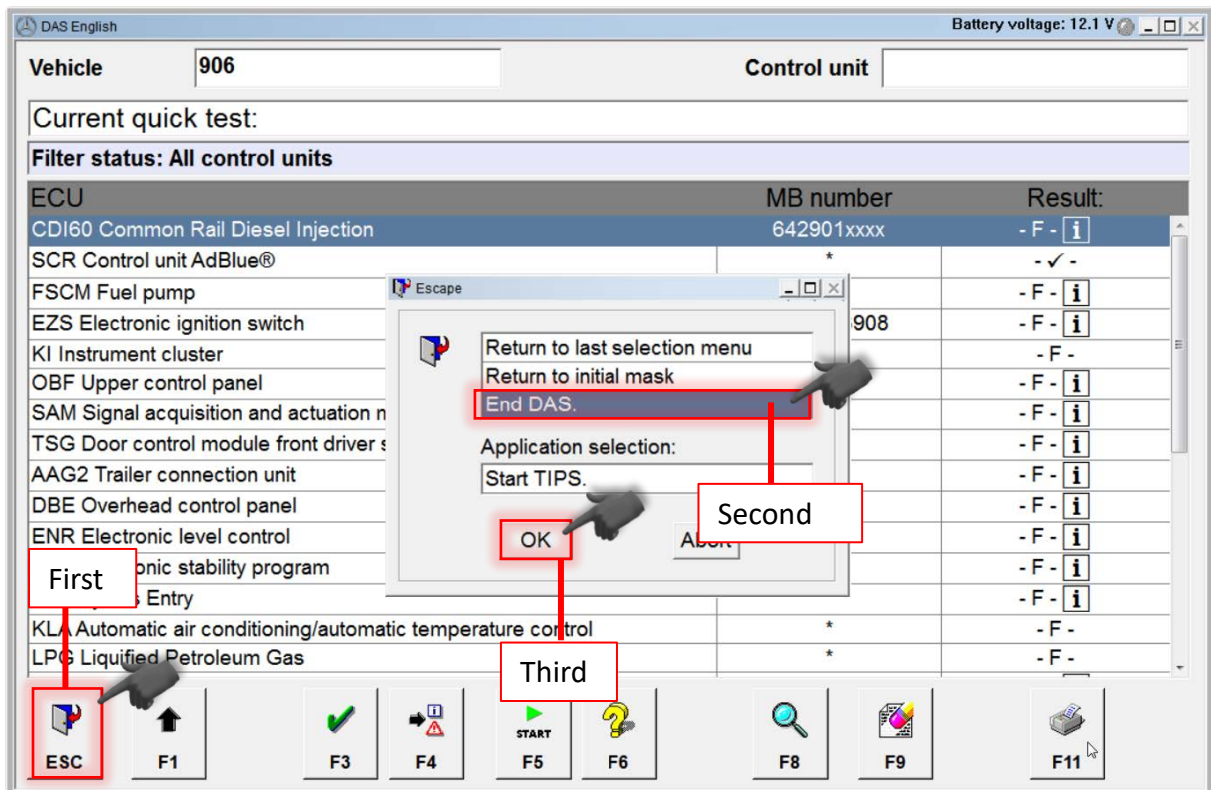 DAS English Battery voltage: 12.1 V
Vehicle 906 Control unit
Current quick test:
Filter status: All control units
ECU MB number Result:
CDI60 Common Rail Diesel Injection 642901xxxx - F - i
SCR Control unit AdBlue® * - ✓ -
FSCM Fuel pump - F - i
EZS Electronic ignition switch 908 - F - i
KI Instrument cluster - F -
OBF Upper control panel - F - i
SAM Signal acquisition and actuation - F - i
TSG Door control module front driver - F - i
AAG2 Trailer connection unit - F - i
DBE Overhead control panel - F - i
ENR Electronic level control - F - i
stability program - F - i
Entry - F - i
KLA Automatic air conditioning/automatic temperature control * - F -
LPG Liquified Petroleum Gas * - F -
Escape
Return to last selection menu
Return to initial mask
End DAS.
Application selection:
Start TIPS.
OK Abort
First
Second
Third
START
ESC F1 F3 F4 F5 F6 F8 F9 F11